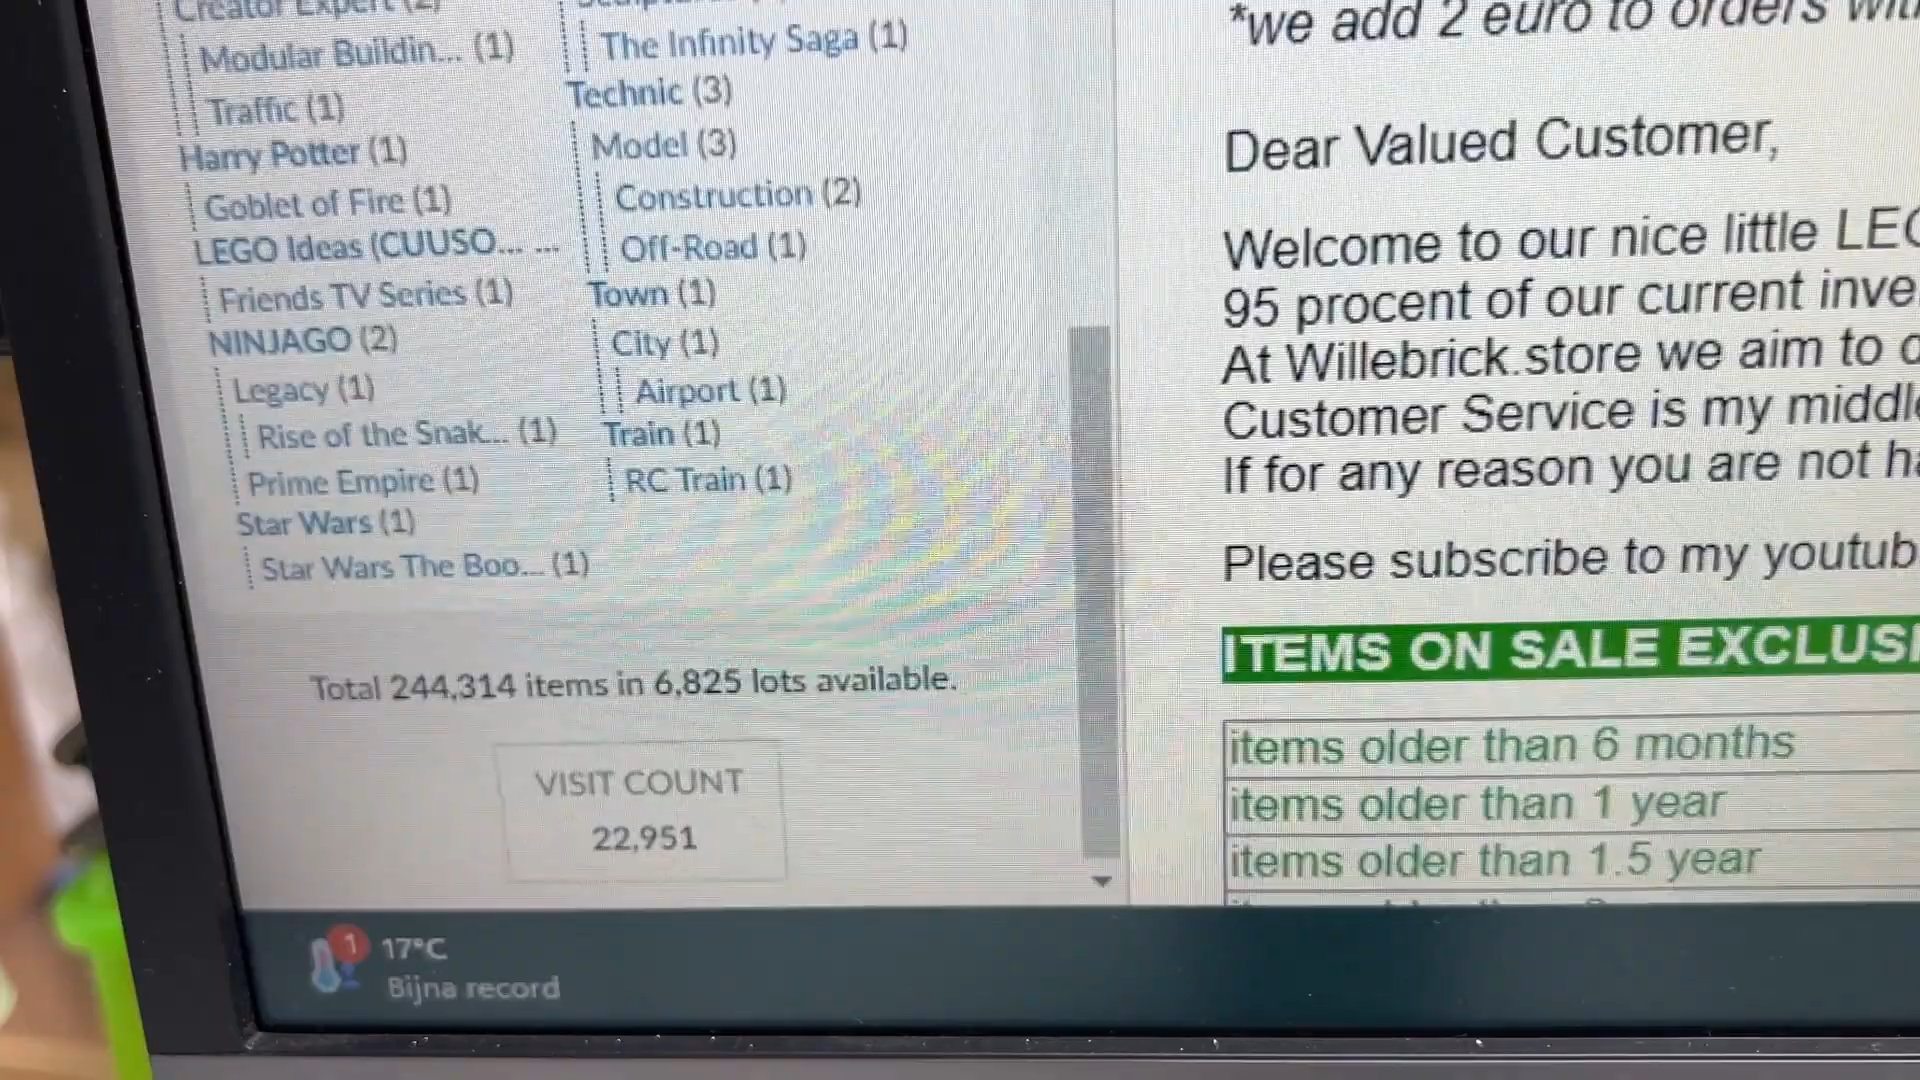 Creator Expert (2)
Modular Buildin... (1)
Traffic (1)
Harry Potter (1)
Goblet of Fire (1)
LEGO Ideas (CUUSO... ...
Friends TV Series (1)
NINJAGO (2)
Legacy (1)
Rise of the Snak... (1)
Prime Empire (1)
Star Wars (1)
Star Wars The Boo... (1)
The Infinity Saga (1)
Technic (3)
Model (3)
Construction (2)
Off-Road (1)
Town (1)
City (1)
Airport (1)
Train (1)
RC Train (1)
Total 244,314 items in 6,825 lots available.
VISIT COUNT
22,951
*we add 2 euro to orders
Dear Valued Customer,
Welcome to our nice little
95 procent of our current
At Willebrick.store we aim to
Customer Service is my
If for any reason you are not
Please subscribe to my
ITEMS ON SALE
items older than 6 months
items older than 1 year
items older than 1.5 year
1
17°C
Bijna record